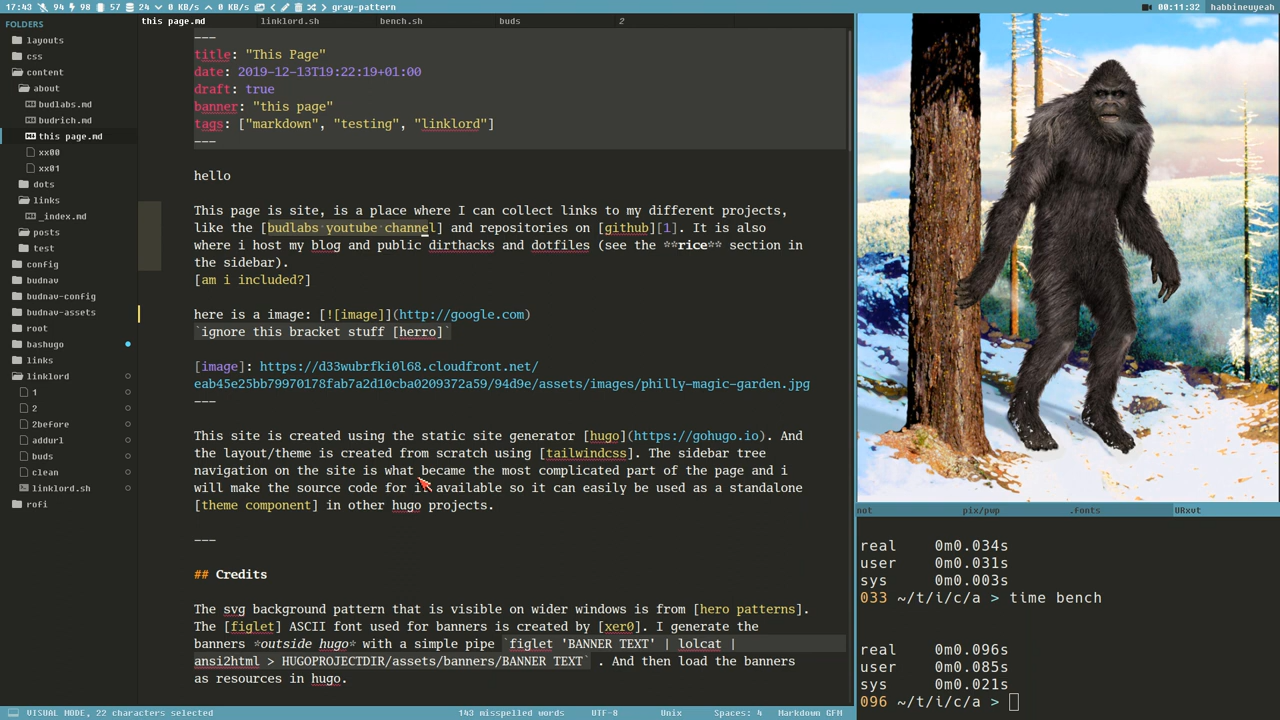 17:43 94 98 57 24 0 KB/s 0 KB/s gray-pattern
00:11:32 habbineuyeah
FOLDERS
layouts
css
content
about
budlabs.md
budrich.md
this page.md
xx00
xx01
dots
links
_index.md
posts
test
config
budnav
budnav-config
budnav-assets
root
bashugo
links
linklord
1
2
2before
addurl
buds
clean
linklord.sh
rofi
this page.md linklord.sh bench.sh buds 2
---
title: "This Page"
date: 2019-12-13T19:22:19+01:00
draft: true
banner: "this page"
tags: ["markdown", "testing", "linklord"]
---
hello
This page is site, is a place where I can collect links to my different projects,
like the [budlabs youtube channel] and repositories on [github][1]. It is also
where i host my blog and public dirthacks and dotfiles (see the **rice** section in
the sidebar).
[am i included?]
here is a image: [![image]](http://google.com)
`ignore this bracket stuff [herro]`
[image]: https://d33wubrfki0l68.cloudfront.net/
eab45e25bb79970178fab7a2d10cba0209372a59/94d9e/assets/images/philly-magic-garden.jpg
---
This site is created using the static site generator [hugo](https://gohugo.io). And
the layout/theme is created from scratch using [tailwindcss]. The sidebar tree
navigation on the site is what became the most complicated part of the page and i
will make the source code for it available so it can easily be used as a standalone
[theme component] in other hugo projects.
---
## Credits
The svg background pattern that is visible on wider windows is from [hero patterns].
The [figlet] ASCII font used for banners is created by [xer0]. I generate the
banners *outside hugo* with a simple pipe `figlet 'BANNER TEXT' | lolcat |
ansi2html > HUGOPROJECTDIR/assets/banners/BANNER TEXT` . And then load the banners
as resources in hugo.
VISUAL MODE, 22 characters selected 143 misspelled words UTF-8 Unix Spaces: 4 Markdown GFM
not pix/pwp .fonts URxvt
real 0m0.034s
user 0m0.031s
sys 0m0.003s
033 ~/t/i/c/a > time bench
real 0m0.096s
user 0m0.085s
sys 0m0.021s
096 ~/t/i/c/a >